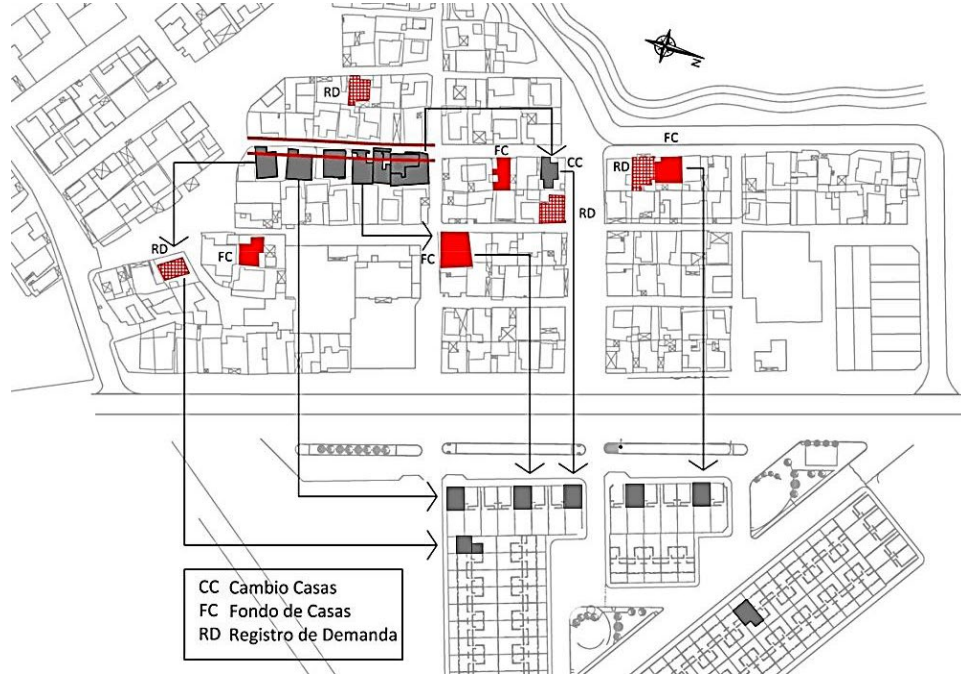 N
RD
FC
FC
CC
RD
RD
RD
FC
FC
CC Cambio Casas
FC Fondo de Casas
RD Registro de Demanda